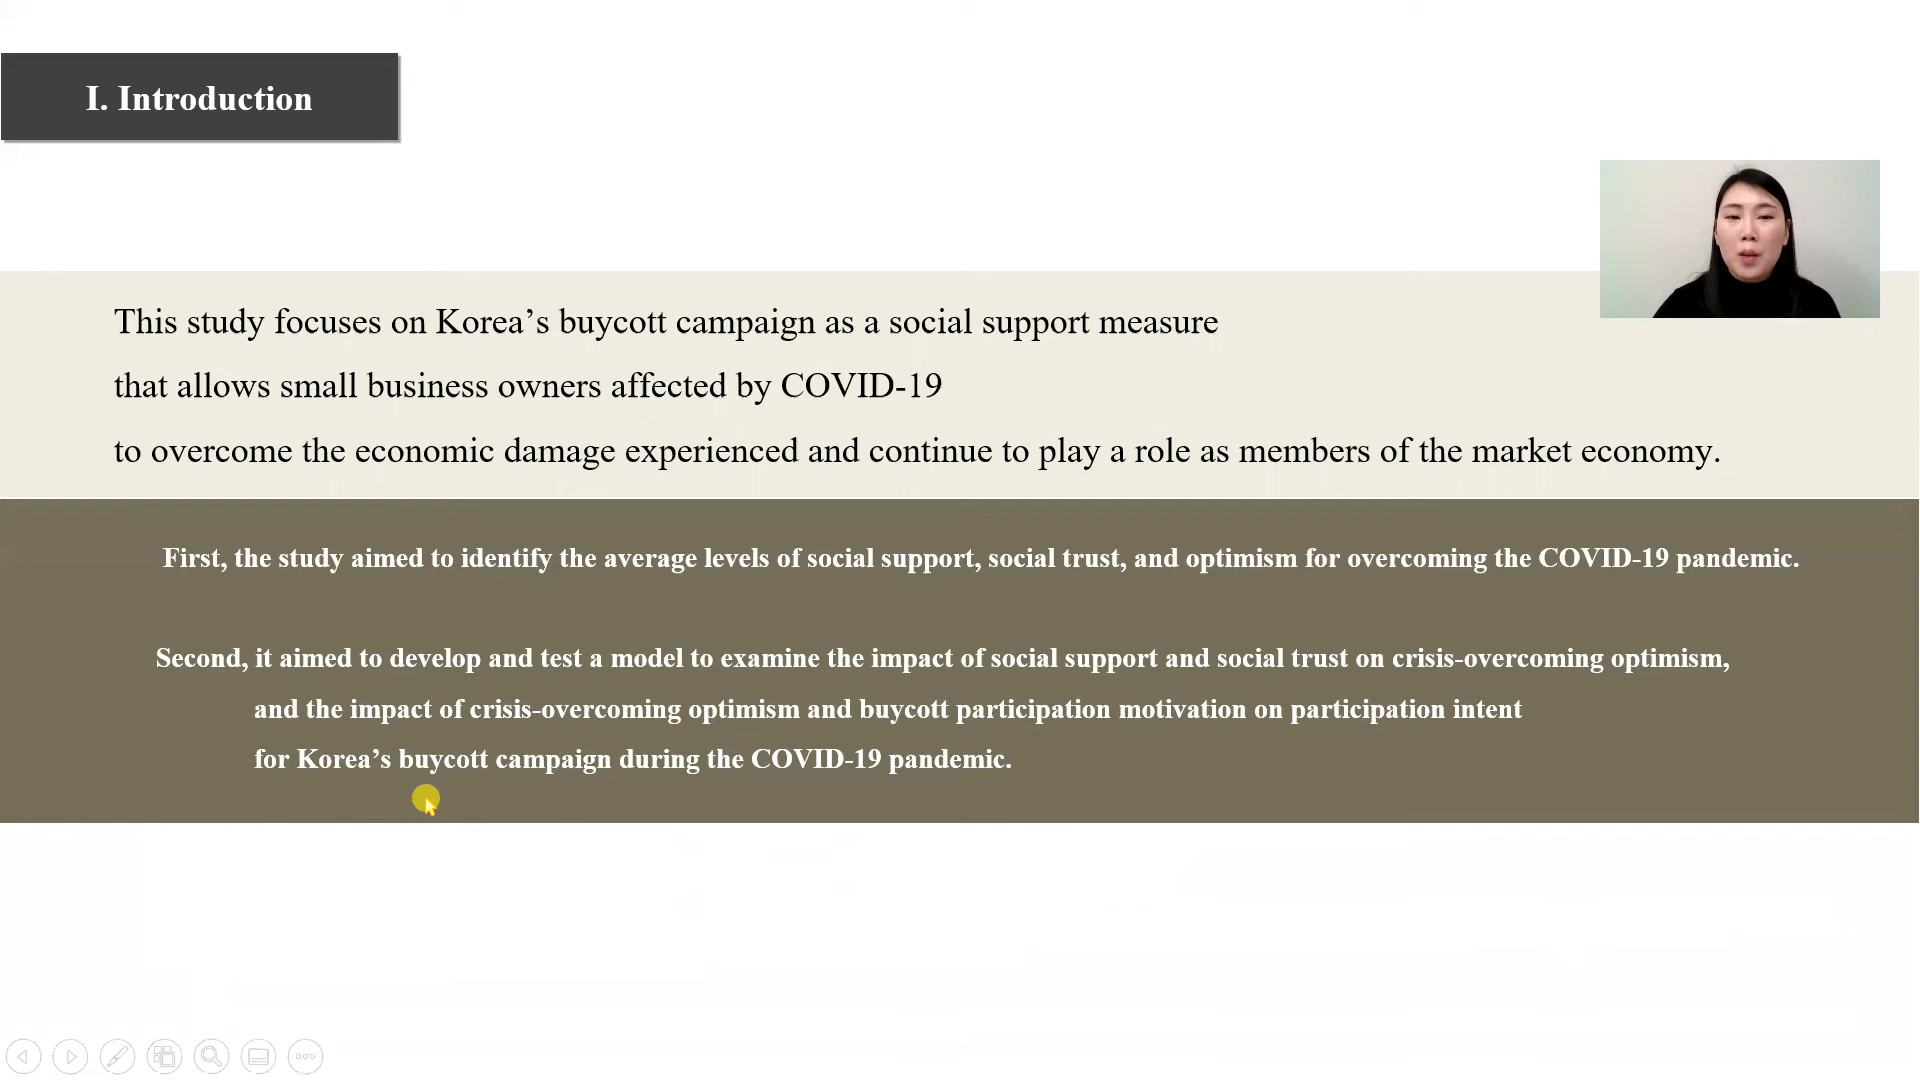 I. Introduction
This study focuses on Korea’s buycott campaign as a social support measure
that allows small business owners affected by COVID-19
to overcome the economic damage experienced and continue to play a role as members of the market economy.
First, the study aimed to identify the average levels of social support, social trust, and optimism for overcoming the COVID-19 pandemic.
Second, it aimed to develop and test a model to examine the impact of social support and social trust on crisis-overcoming optimism,
and the impact of crisis-overcoming optimism and buycott participation motivation on participation intent
for Korea’s buycott campaign during the COVID-19 pandemic.